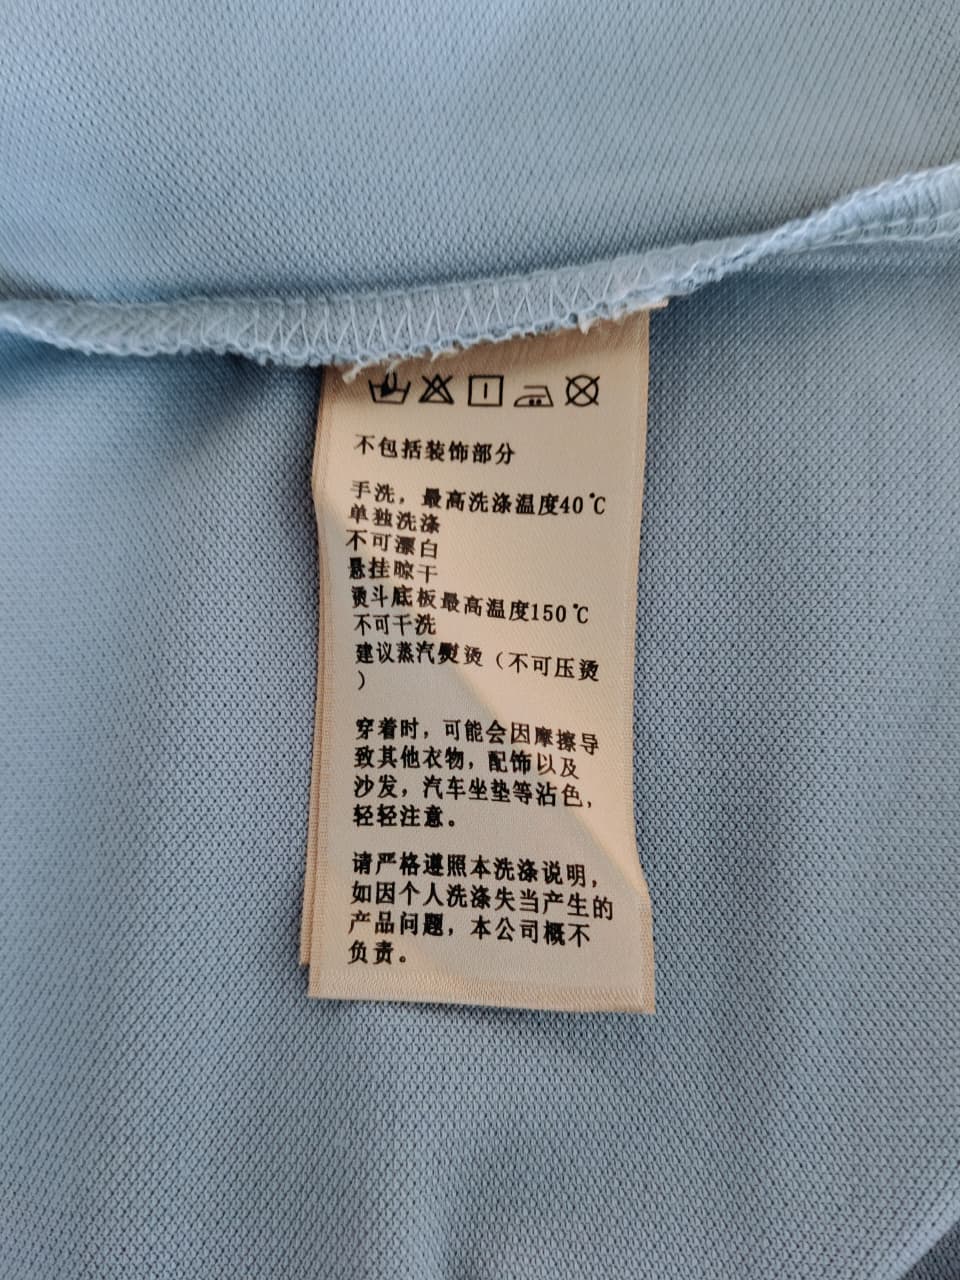 不包括装饰部分
手洗，最高洗涤温度40℃
单独洗涤
不可漂白
悬挂晾干
烫斗底板最高温度150℃
不可干洗
建议蒸汽熨烫（不可压烫
）
穿着时，可能会因摩擦导
致其他衣物，配饰以及
沙发，汽车坐垫等沾色，
轻轻注意。
请严格遵照本洗涤说明，
如因个人洗涤失当产生的
产品问题，本公司概不
负责。